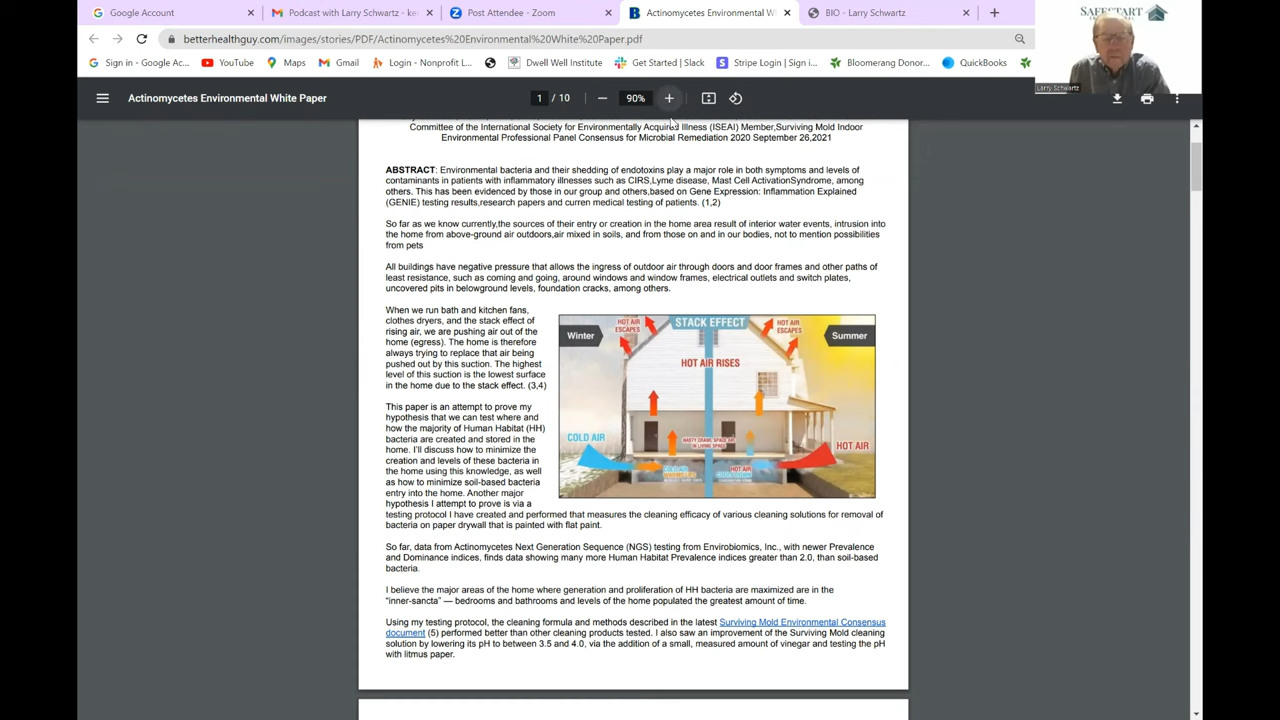 Google Account
Podcast with Larry Schwartz - ke
Post Attendee - Zoom
Actinomycetes Environmental W
BIO - Larry Schwartz
SAFESTART
betterhealthguy.com/images/stories/PDF/Actinomycetes%20Environmental%20White%20Paper.pdf
Sign in - Google Ac...
YouTube
Maps
Gmail
Login - Nonprofit L...
Dwell Well Institute
Get Started | Slack
Stripe Login | Sign i...
Bloomerang Donor...
QuickBooks
Larry Schwartz
Actinomycetes Environmental White Paper
1 / 10
90%
Committee of the International Society for Environmentally Acquired Illness (ISEAI) Member,Surviving Mold Indoor
Environmental Professional Panel Consensus for Microbial Remediation 2020 September 26,2021
ABSTRACT: Environmental bacteria and their shedding of endotoxins play a major role in both symptoms and levels of
contaminants in patients with inflammatory illnesses such as CIRS,Lyme disease, Mast Cell ActivationSyndrome, among
others. This has been evidenced by those in our group and others,based on Gene Expression: Inflammation Explained
(GENIE) testing results,research papers and curren medical testing of patients. (1,2)
So far as we know currently,the sources of their entry or creation in the home area result of interior water events, intrusion into
the home from above-ground air outdoors,air mixed in soils, and from those on and in our bodies, not to mention possibilities
from pets
All buildings have negative pressure that allows the ingress of outdoor air through doors and door frames and other paths of
least resistance, such as coming and going, around windows and window frames, electrical outlets and switch plates,
uncovered pits in belowground levels, foundation cracks, among others.
When we run bath and kitchen fans,
clothes dryers, and the stack effect of
rising air, we are pushing air out of the
home (egress). The home is therefore
always trying to replace that air being
pushed out by this suction. The highest
level of this suction is the lowest surface
in the home due to the stack effect. (3,4)
This paper is an attempt to prove my
hypothesis that we can test where and
how the majority of Human Habitat (HH)
bacteria are created and stored in the
home. I'll discuss how to minimize the
creation and levels of these bacteria in
the home using this knowledge, as well
as how to minimize soil-based bacteria
entry into the home. Another major
hypothesis I attempt to prove is via a
testing protocol I have created and performed that measures the cleaning efficacy of various cleaning solutions for removal of
bacteria on paper drywall that is painted with flat paint.
Winter
HOT AIR
ESCAPES
STACK EFFECT
HOT AIR
ESCAPES
Summer
HOT AIR RISES
NASTY CRAWL SPACE AIR
IN LIVING SPACE
COLD AIR
HOT AIR
COLD AIR
HOT AIR
So far, data from Actinomycetes Next Generation Sequence (NGS) testing from Envirobiomics, Inc., with newer Prevalence
and Dominance indices, finds data showing many more Human Habitat Prevalence indices greater than 2.0, than soil-based
bacteria.
I believe the major areas of the home where generation and proliferation of HH bacteria are maximized are in the
“inner-sancta” — bedrooms and bathrooms and levels of the home populated the greatest amount of time.
Using my testing protocol, the cleaning formula and methods described in the latest Surviving Mold Environmental Consensus
document (5) performed better than other cleaning products tested. I also saw an improvement of the Surviving Mold cleaning
solution by lowering its pH to between 3.5 and 4.0, via the addition of a small, measured amount of vinegar and testing the pH
with litmus paper.